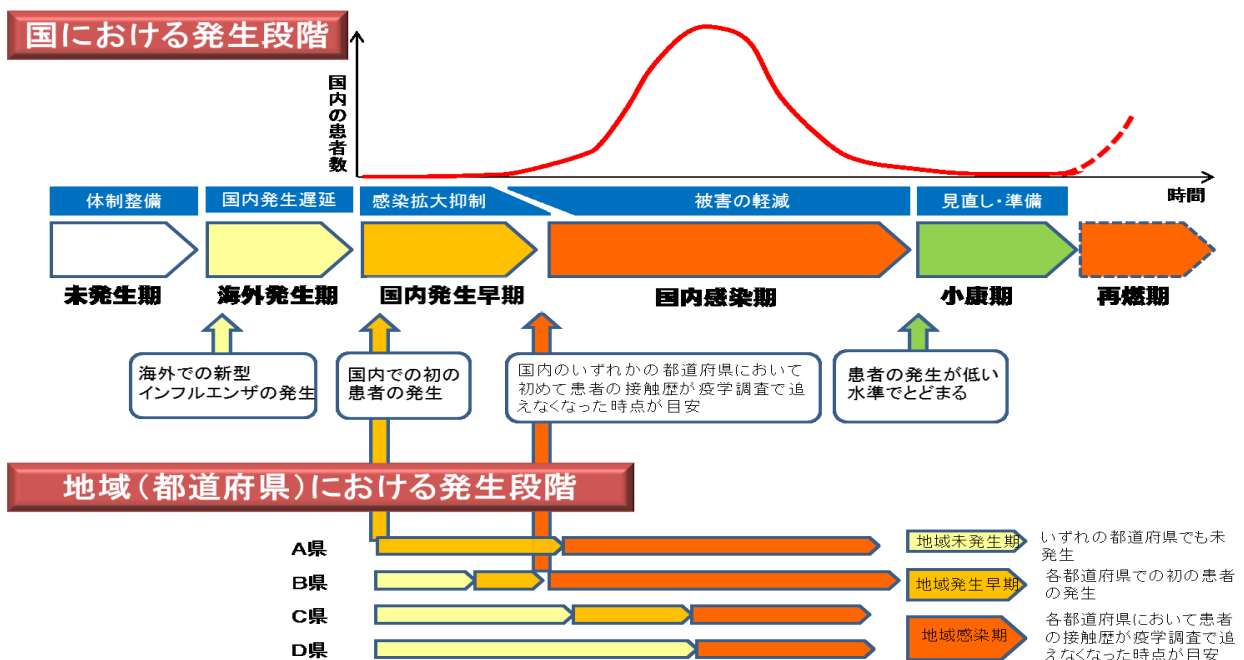 国における発生段階
国内の患者数
時間
体制整備
国内発生遅延
感染拡大抑制
被害の軽減
見直し・準備
未発生期
海外発生期
国内発生早期
国内感染期
小康期
再燃期
海外での新型
インフルエンザの発生
国内での初の
患者の発生
国内のいずれかの都道府県において
初めて患者の接触歴が疫学調査で追
えなくなった時点が目安
患者の発生が低い
水準でとどまる
地域(都道府県)における発生段階
A県
B県
C県
D県
地域未発生期
いずれの都道府県でも未
発生
地域発生早期
各都道府県での初の患者
の発生
地域感染期
各都道府県において患者
の接触歴が疫学調査で追
えなくなった時点が目安